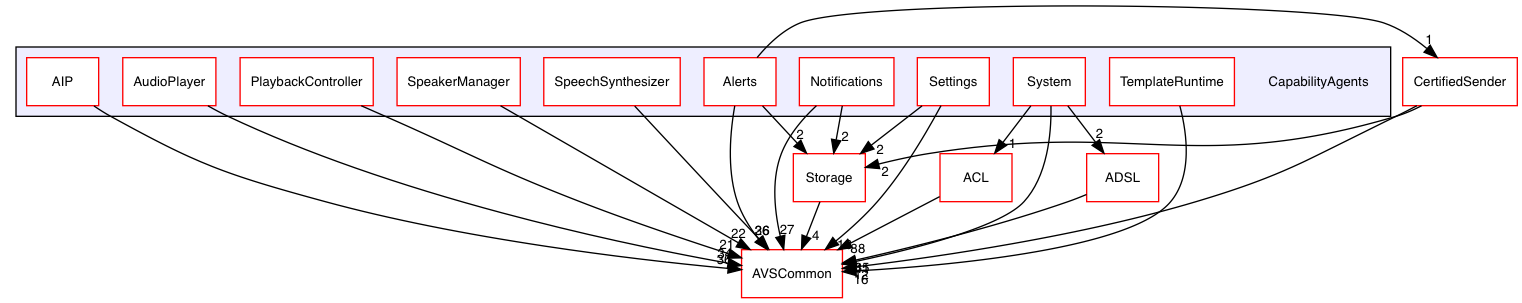 1
AIP
AudioPlayer
PlaybackController
SpeakerManager
SpeechSynthesizer
Alerts
Notifications
Settings
System
TemplateRuntime
CapabilityAgents
CertifiedSender
2
2
2
1
2
2
Storage
ACL
ADSL
22
21
27
4
88
16
AVSCommon